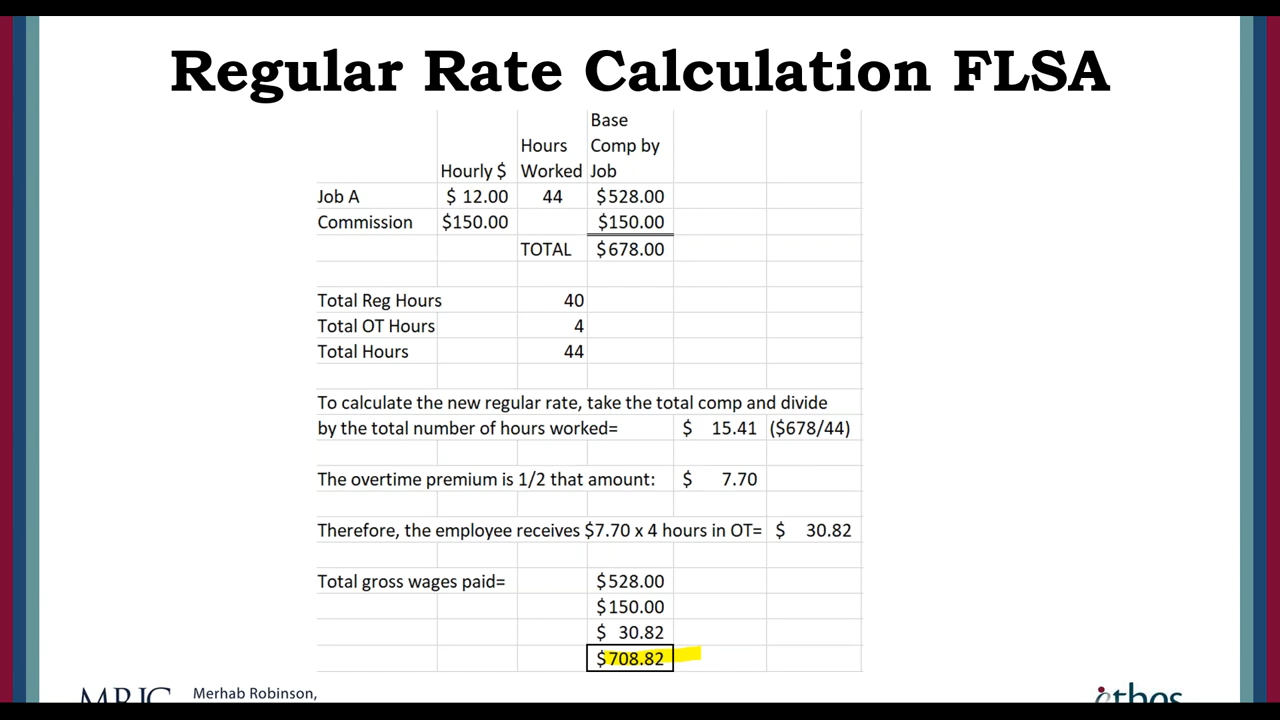 Regular Rate Calculation FLSA
Hourly $ Hours Worked Base Comp by Job
Job A $ 12.00 44 $528.00
Commission $150.00 $150.00
TOTAL $678.00
Total Reg Hours 40
Total OT Hours 4
Total Hours 44
To calculate the new regular rate, take the total comp and divide
by the total number of hours worked= $ 15.41 ($678/44)
The overtime premium is 1/2 that amount: $ 7.70
Therefore, the employee receives $7.70 x 4 hours in OT= $ 30.82
Total gross wages paid= $528.00
$150.00
$ 30.82
$708.82
MRJC Merhab Robinson,
ethos